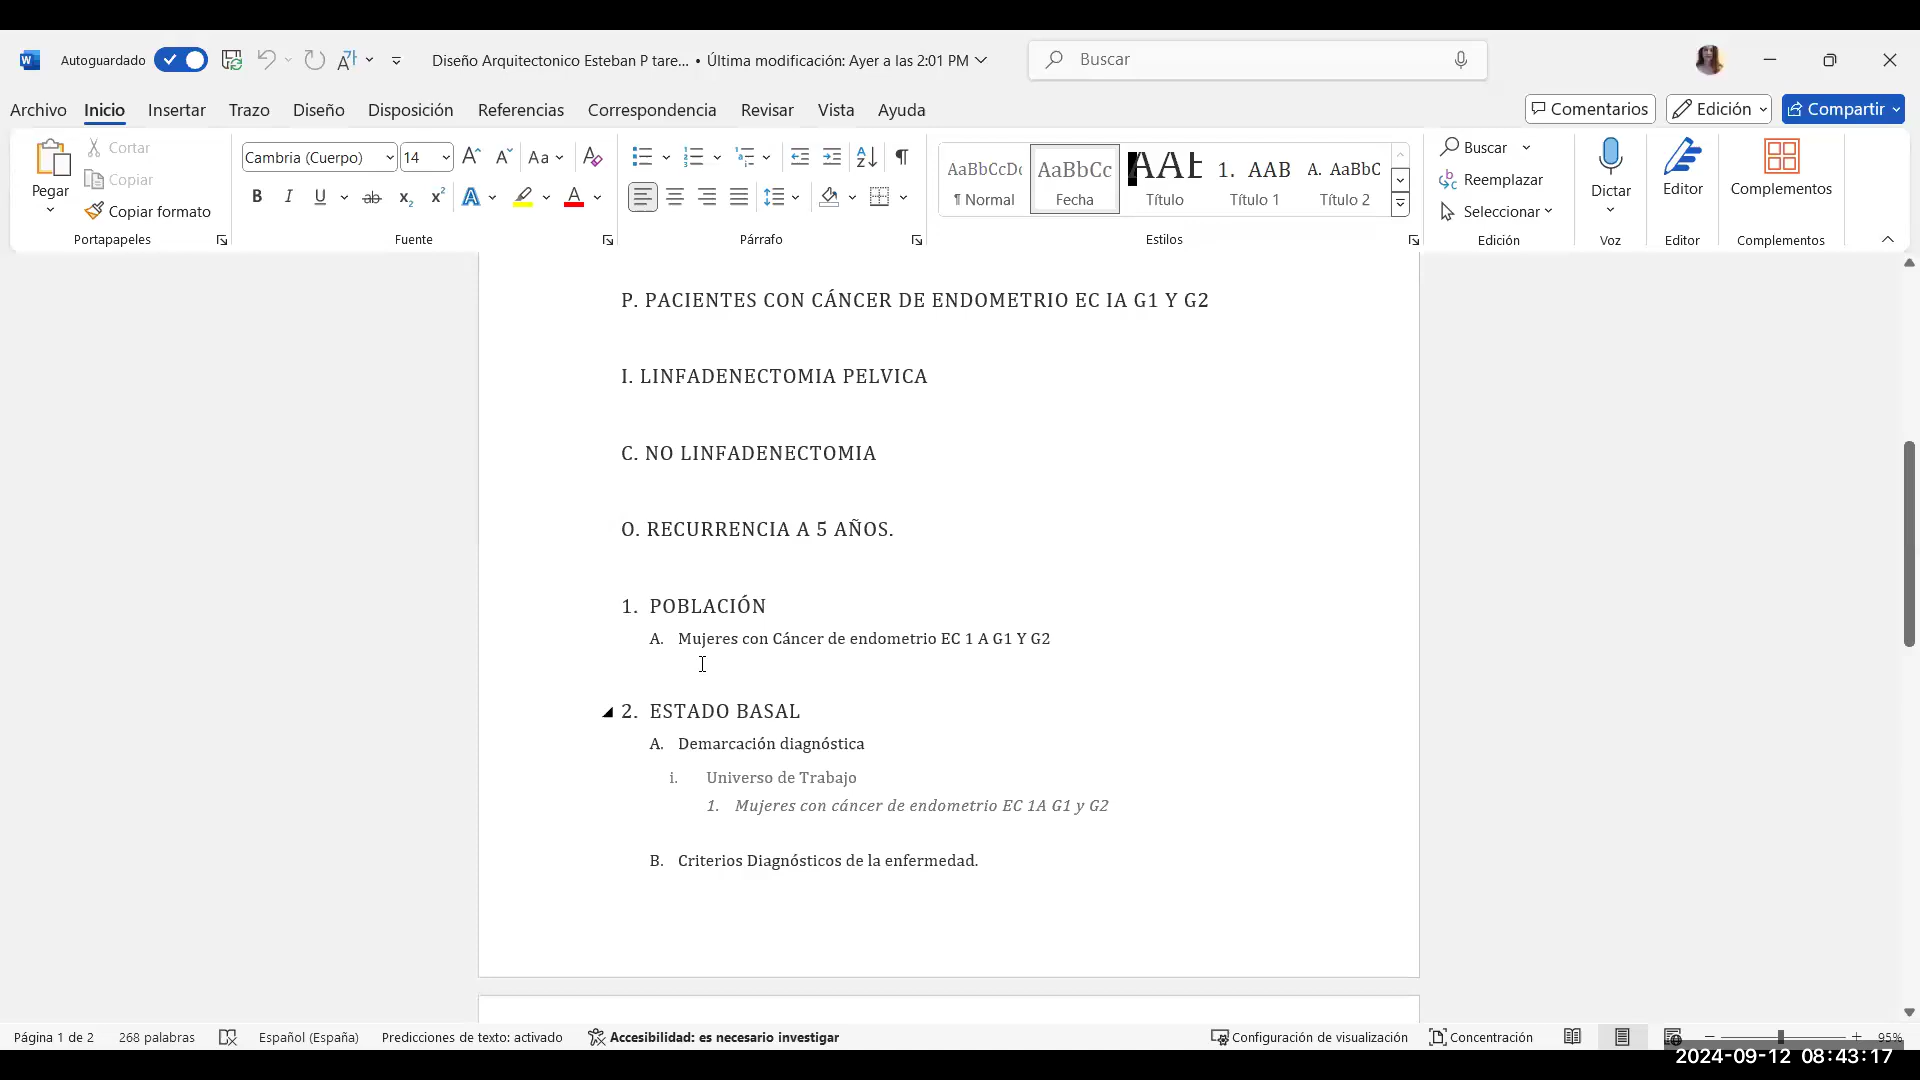 Autoguardado
Diseño Arquitectonico Esteban P tare... • Última modificación: Ayer a las 2:01 PM
Buscar
Archivo Inicio Insertar Trazo Diseño Disposición Referencias Correspondencia Revisar Vista Ayuda
Comentarios Edición Compartir
Pegar
Cortar
Copiar
Copiar formato
Portapapeles
Cambria (Cuerpo) 14
Fuente
Párrafo
AaBbCcDc AaBbCc AAE 1. AAB A. AaBbC
¶ Normal Fecha Título Título 1 Título 2
Estilos
Buscar
Reemplazar
Seleccionar
Edición
Dictar
Voz
Editor
Editor
Complementos
Complementos
P. PACIENTES CON CÁNCER DE ENDOMETRIO EC IA G1 Y G2
I. LINFADENECTOMIA PELVICA
C. NO LINFADENECTOMIA
O. RECURRENCIA A 5 AÑOS.
1. POBLACIÓN
A. Mujeres con Cáncer de endometrio EC 1 A G1 Y G2
2. ESTADO BASAL
A. Demarcación diagnóstica
i. Universo de Trabajo
1. Mujeres con cáncer de endometrio EC 1A G1 y G2
B. Criterios Diagnósticos de la enfermedad.
Página 1 de 2 268 palabras Español (España) Predicciones de texto: activado Accesibilidad: es necesario investigar Configuración de visualización Concentración 95%
2024-09-12 08:43:17